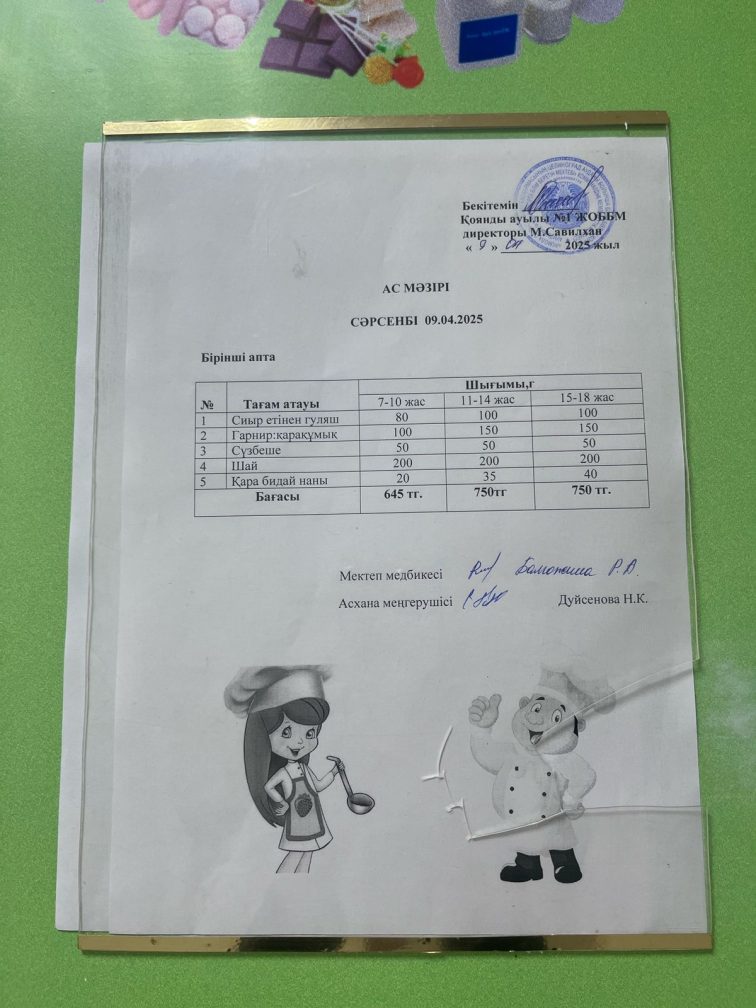 Бекітемін
Қоянды ауылы №1 ЖОББМ
директоры М.Савилхан
« 9 » 04 2025 жыл
АС МӘЗІРІ
СӘРСЕНБІ 09.04.2025
Бірінші апта
№ Тағам атауы Шығымы,г
7-10 жас 11-14 жас 15-18 жас
1 Сиыр етінен гуляш 80 100 100
2 Гарнир:қарақұмық 100 150 150
3 Сүзбеше 50 50 50
4 Шай 200 200 200
5 Қара бидай наны 20 35 40
Бағасы 645 тг. 750тг 750 тг.
Мектеп медбикесі Р.А.
Асхана меңгерушісі Дуйсенова Н.К.